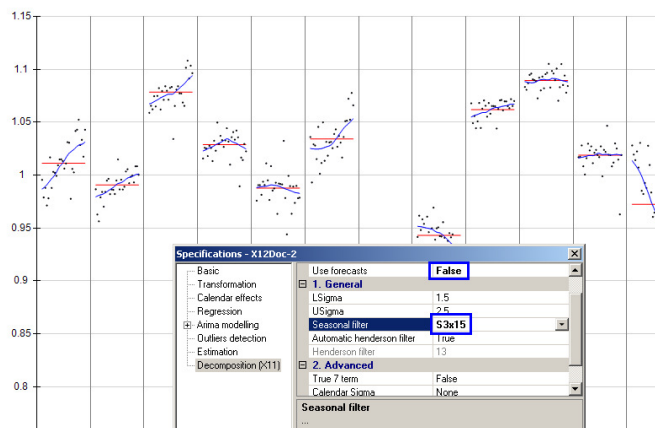 1.15
1.1
1.05
1
0.95
0.9
0.85
0.8
Specifications - X12Doc-2
Basic
Transformation
Calendar effects
Regression
Arima modelling
Outliers detection
Estimation
Decomposition (X11)
Use forecasts False
1. General
LSigma 1.5
USigma 2.5
Seasonal filter S3x15
Automatic henderson filter True
Henderson filter 13
2. Advanced
True 7 term False
Calendar Sigma None
Seasonal filter
...